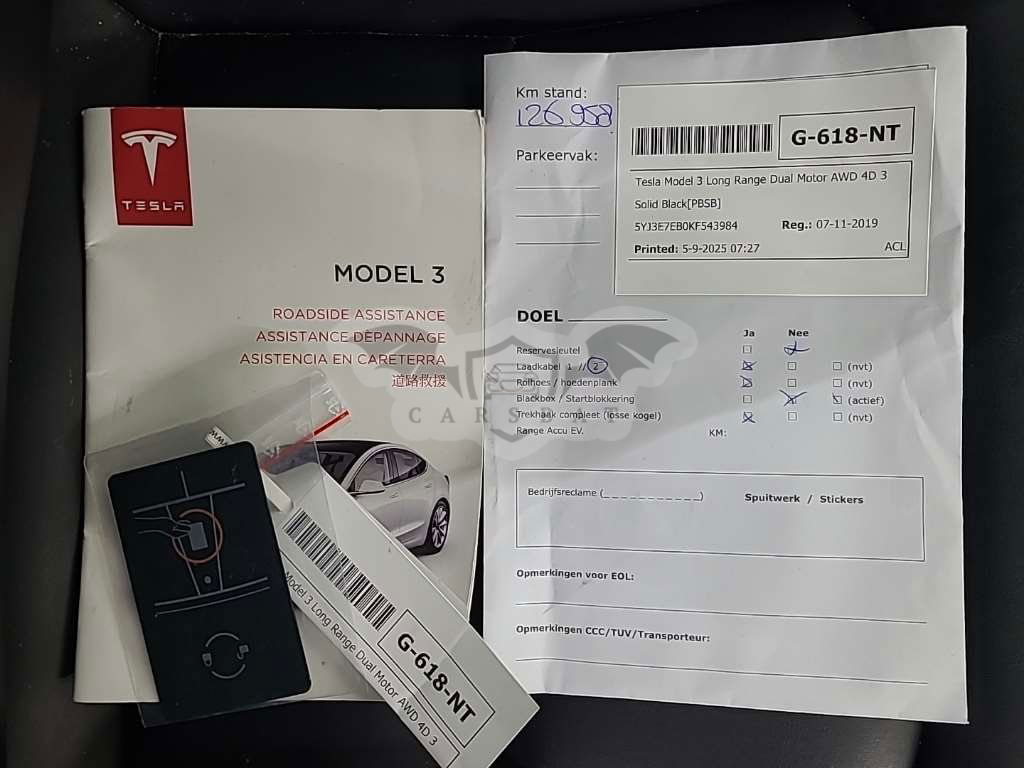 TESLA
MODEL 3
ROADSIDE ASSISTANCE
ASSISTANCE DÉPANNAGE
ASISTENCIA EN CARETERRA
道路救援
www
Model 3 Long Range Dual Motor AWD 4D 3
G-618-NT
Km stand:
126958
Parkeervak:
G-618-NT
Tesla Model 3 Long Range Dual Motor AWD 4D 3
Solid Black[PBSB]
5YJ3E7EB0KF543984 Reg.: 07-11-2019
Printed: 5-9-2025 07:27 ACL
DOEL
Ja Nee
Reservesleutel
Laadkabel 1 // 2 (nvt)
Rolhoes / hoedenplank (nvt)
Blackbox / Startblokkering (actief)
Trekhaak compleet (losse kogel) (nvt)
Range Accu EV. KM:
Bedrijfsreclame (___________) Spuitwerk / Stickers
Opmerkingen voor EOL:
Opmerkingen CCC/TUV/Transporteur:
CARSBAT